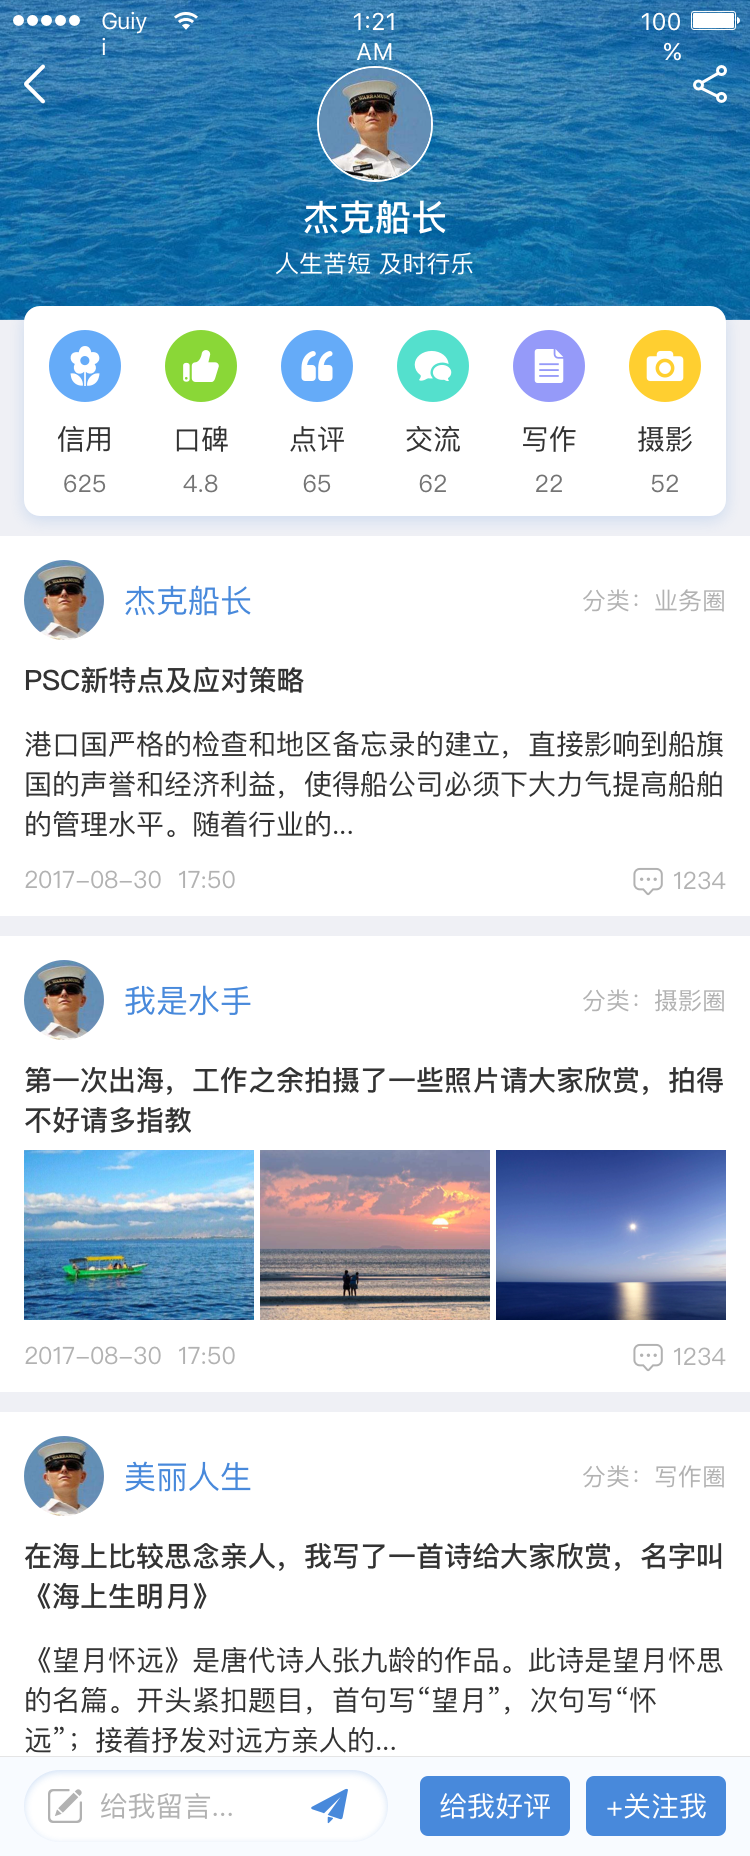 Guiyi
1:21 AM
100%
杰克船长
人生苦短 及时行乐
信用 口碑 点评 交流 写作 摄影
625 4.8 65 62 22 52
杰克船长 分类：业务圈
PSC新特点及应对策略
港口国严格的检查和地区备忘录的建立，直接影响到船旗
国的声誉和经济利益，使得船公司必须下大力气提高船舶
的管理水平。随着行业的...
2017-08-30 17:50 1234
我是水手 分类：摄影圈
第一次出海，工作之余拍摄了一些照片请大家欣赏，拍得
不好请多指教
2017-08-30 17:50 1234
美丽人生 分类：写作圈
在海上比较思念亲人，我写了一首诗给大家欣赏，名字叫
《海上生明月》
《望月怀远》是唐代诗人张九龄的作品。此诗是望月怀思
的名篇。开头紧扣题目，首句写“望月”，次句写“怀
远”；接着抒发对远方亲人的...
给我留言... 给我好评 +关注我